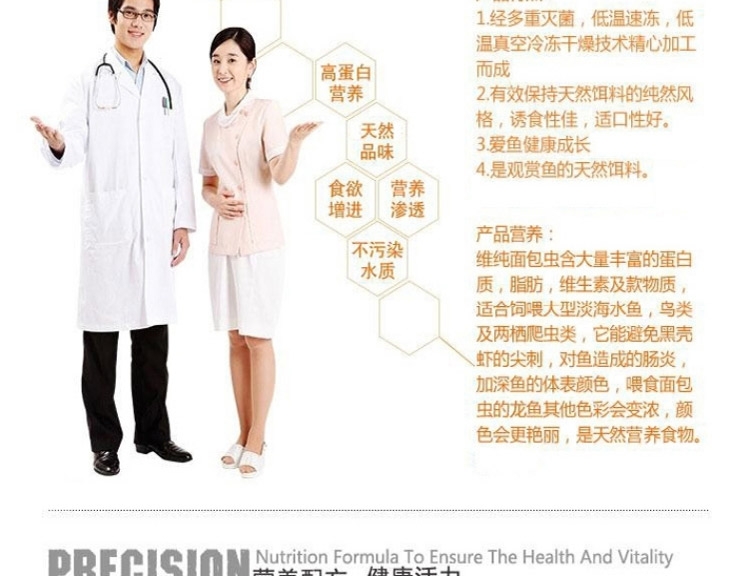 1.经多重灭菌，低温速冻，低
温真空冷冻干燥技术精心加工
而成
2.有效保持天然饵料的纯然风
格，诱食性佳，适口性好。
3.爱鱼健康成长
4.是观赏鱼的天然饵料。
高蛋白
营养
天然
品味
食欲
增进
营养
渗透
不污染
水质
产品营养：
维纯面包虫含大量丰富的蛋白
质，脂肪，维生素及款物质，
适合饲喂大型淡海水鱼，鸟类
及两栖爬虫类，它能避免黑壳
虾的尖刺，对鱼造成的肠炎，
加深鱼的体表颜色，喂食面包
虫的龙鱼其他色彩会变浓，颜
色会更艳丽，是天然营养食物。
PRECISION
Nutrition Formula To Ensure The Health And Vitality
营养配方 健康活力